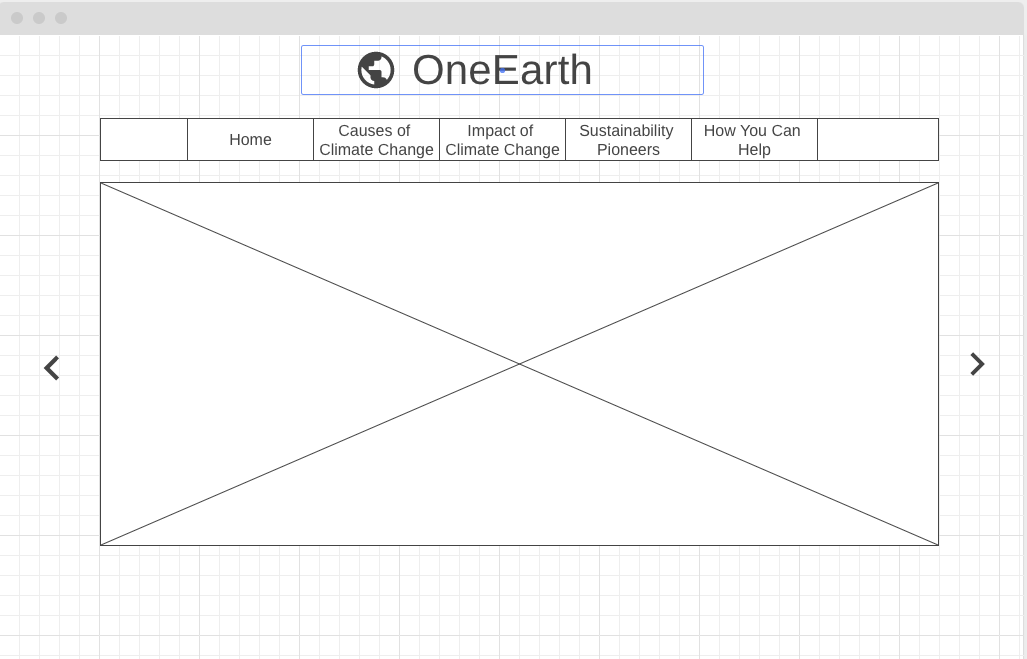 OneEarth
Home
Causes of
Climate Change
Impact of
Climate Change
Sustainability
Pioneers
How You Can
Help